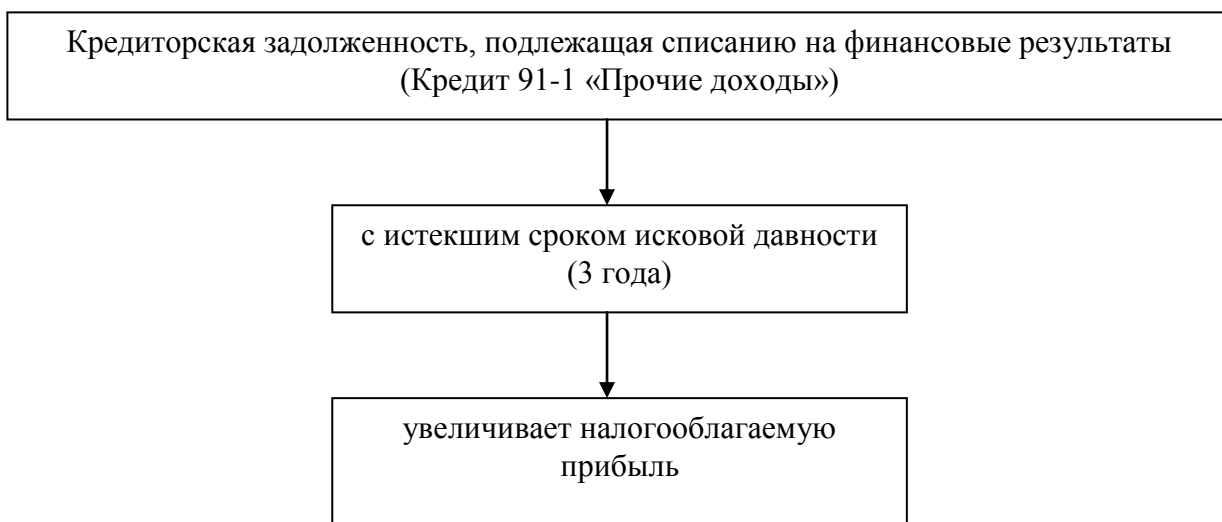 Кредиторская задолженность, подлежащая списанию на финансовые результаты
(Кредит 91-1 «Прочие доходы»)
с истекшим сроком исковой давности
(3 года)
увеличивает налогооблагаемую
прибыль